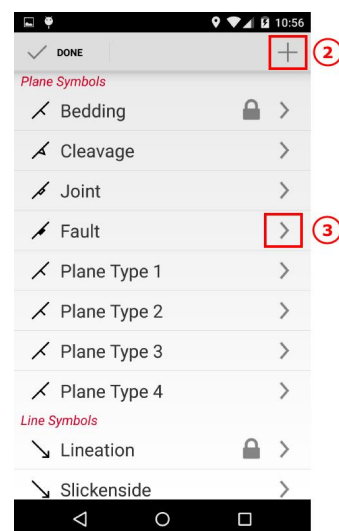 10:56
DONE
2
Plane Symbols
Bedding
Cleavage
Joint
Fault
3
Plane Type 1
Plane Type 2
Plane Type 3
Plane Type 4
Line Symbols
Lineation
Slickenside